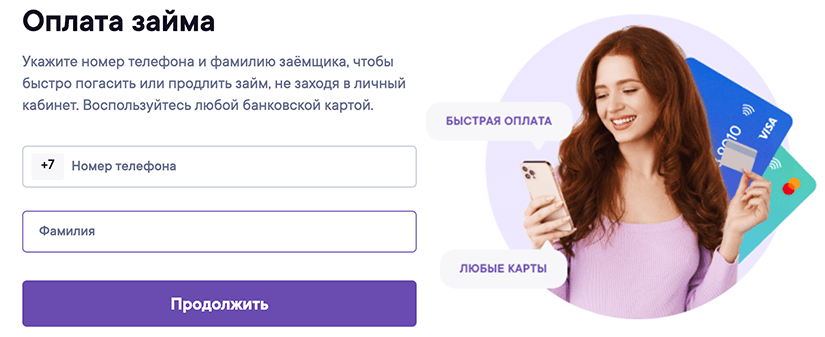 Оплата займа
Укажите номер телефона и фамилию заёмщика, чтобы
быстро погасить или продлить займ, не заходя в личный
кабинет. Воспользуйтесь любой банковской картой.
+7 Номер телефона
Фамилия
Продолжить
БЫСТРАЯ ОПЛАТА
ЛЮБЫЕ КАРТЫ
9010
VISA